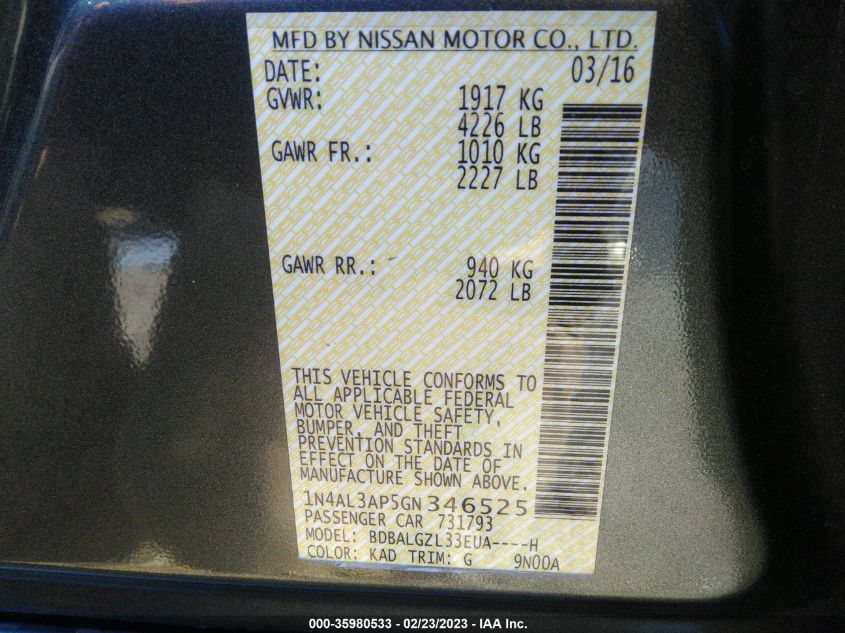 MFD BY NISSAN MOTOR CO., LTD.
DATE: 03/16
GVWR: 1917 KG
4226 LB
GAWR FR.: 1010 KG
2227 LB
GAWR RR.: 940 KG
2072 LB
THIS VEHICLE CONFORMS TO
ALL APPLICABLE FEDERAL
MOTOR VEHICLE SAFETY,
BUMPER, AND THEFT
PREVENTION STANDARDS IN
EFFECT ON THE DATE OF
MANUFACTURE SHOWN ABOVE.
1N4AL3AP5GN346525
PASSENGER CAR 731793
MODEL: BDBALGZL33EUA----H
COLOR: KAD TRIM: G 9N00A
000-35980533 - 02/23/2023 - IAA Inc.